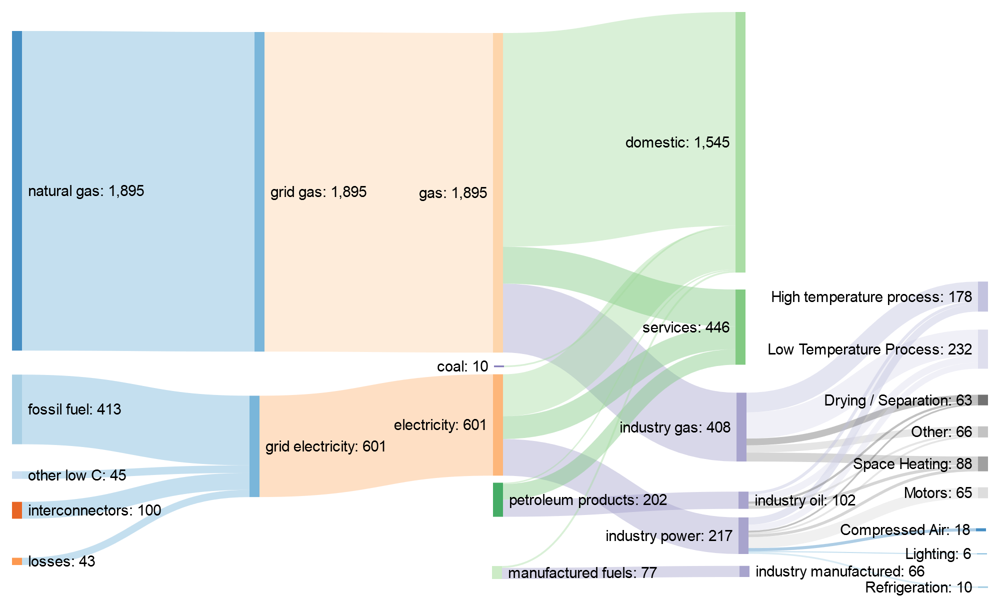 natural gas: 1,895
grid gas: 1,895
gas: 1,895
domestic: 1,545
High temperature process: 178
services: 446
Low Temperature Process: 232
coal: 10
Drying / Separation: 63
fossil fuel: 413
electricity: 601
industry gas: 408
Other: 66
grid electricity: 601
Space Heating: 88
other low C: 45
Motors: 65
petroleum products: 202
industry oil: 102
interconnectors: 100
Compressed Air: 18
industry power: 217
Lighting: 6
losses: 43
manufactured fuels: 77
industry manufactured: 66
Refrigeration: 10